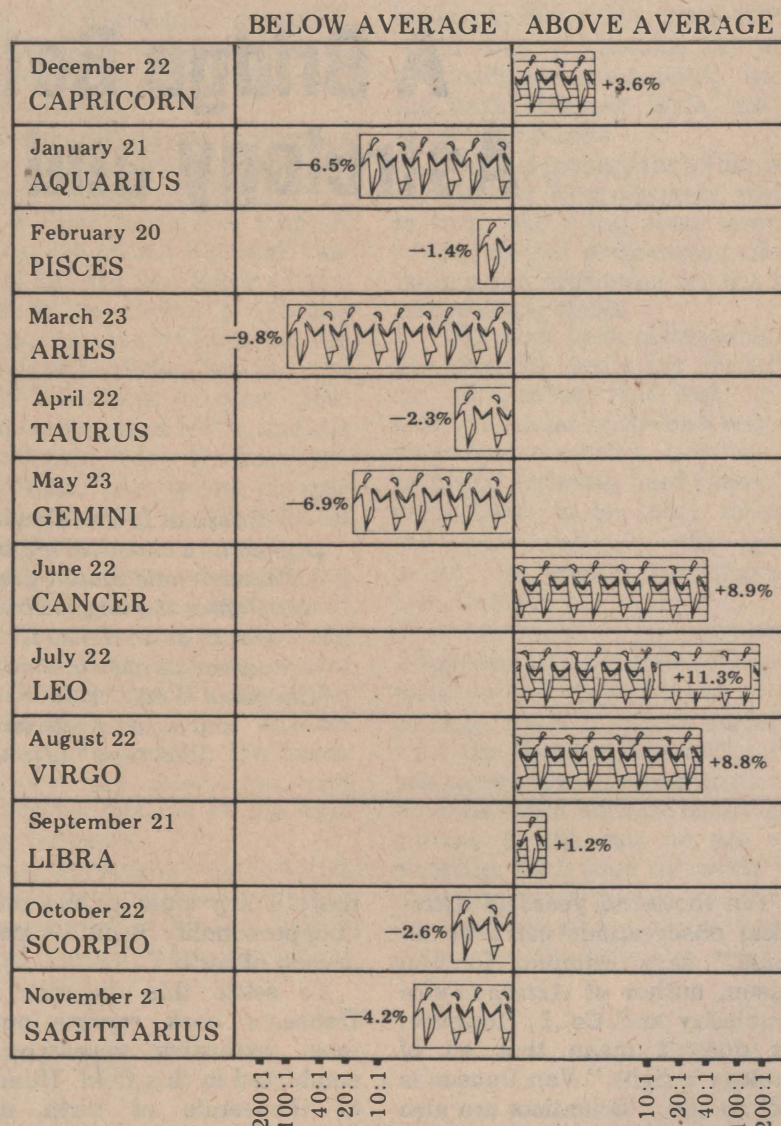 BELOW AVERAGE ABOVE AVERAGE
December 22
CAPRICORN
+3.6%
January 21
AQUARIUS
—6.5%
February 20
PISCES
—1.4%
March 23
ARIES
—9.8%
April 22
TAURUS
—2.3%
May 23
GEMINI
—6.9%
June 22
CANCER
+8.9%
July 22
LEO
+11.3%
August 22
VIRGO
+8.8%
September 21
LIBRA
+1.2%
October 22
SCORPIO
—2.6%
November 21
SAGITTARIUS
—4.2%
200:1 100:1 40:1 20:1 10:1 10:1 20:1 40:1 100:1 200:1